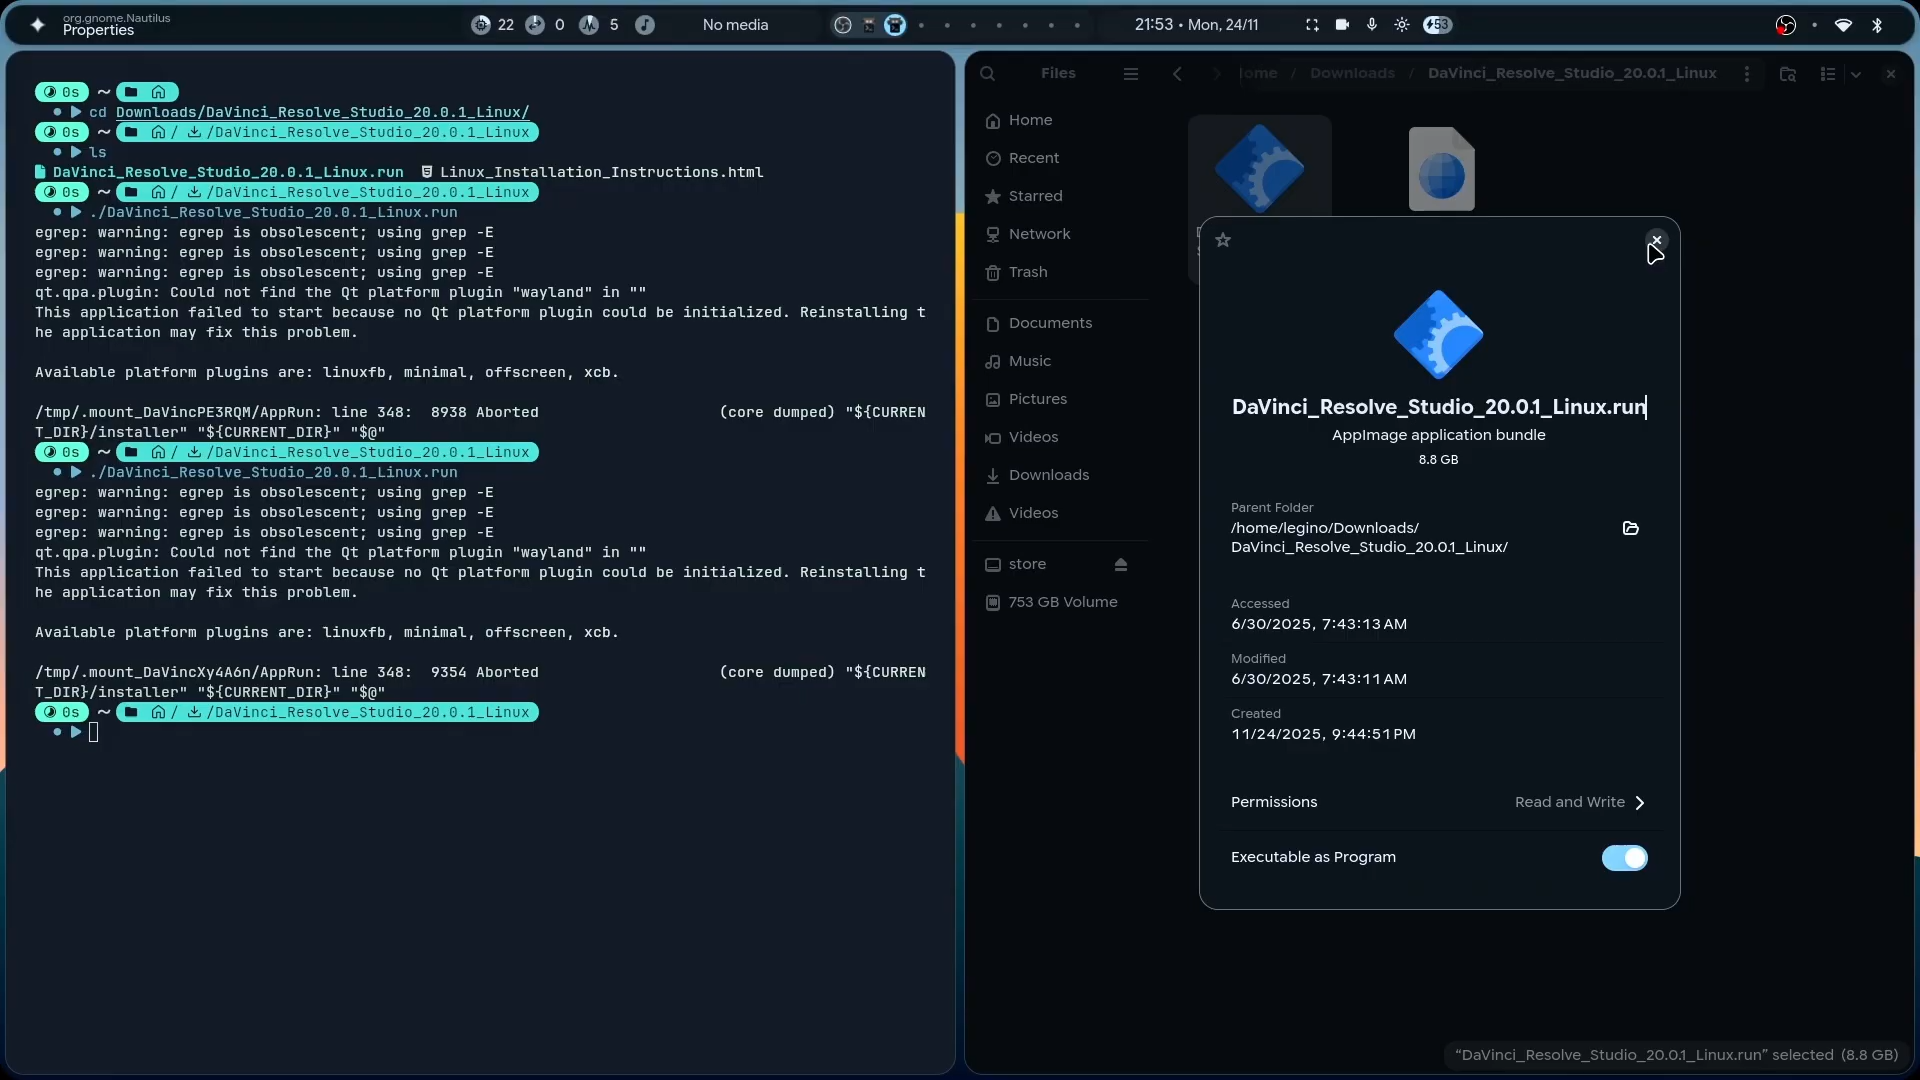 org.gnome.Nautilus
Properties
22
0
5
No media
21:53 • Mon, 24/11
53
0s ~
cd Downloads/DaVinci_Resolve_Studio_20.0.1_Linux/
0s ~ / /DaVinci_Resolve_Studio_20.0.1_Linux
ls
DaVinci_Resolve_Studio_20.0.1_Linux.run Linux_Installation_Instructions.html
0s ~ / /DaVinci_Resolve_Studio_20.0.1_Linux
./DaVinci_Resolve_Studio_20.0.1_Linux.run
egrep: warning: egrep is obsolescent; using grep -E
egrep: warning: egrep is obsolescent; using grep -E
egrep: warning: egrep is obsolescent; using grep -E
qt.qpa.plugin: Could not find the Qt platform plugin "wayland" in ""
This application failed to start because no Qt platform plugin could be initialized. Reinstalling t
he application may fix this problem.
Available platform plugins are: linuxfb, minimal, offscreen, xcb.
/tmp/.mount_DaVincPE3RQM/AppRun: line 348: 8938 Aborted (core dumped) "${CURREN
T_DIR}/installer" "${CURRENT_DIR}" "$@"
0s ~ / /DaVinci_Resolve_Studio_20.0.1_Linux
./DaVinci_Resolve_Studio_20.0.1_Linux.run
egrep: warning: egrep is obsolescent; using grep -E
egrep: warning: egrep is obsolescent; using grep -E
egrep: warning: egrep is obsolescent; using grep -E
qt.qpa.plugin: Could not find the Qt platform plugin "wayland" in ""
This application failed to start because no Qt platform plugin could be initialized. Reinstalling t
he application may fix this problem.
Available platform plugins are: linuxfb, minimal, offscreen, xcb.
/tmp/.mount_DaVincXy4A6n/AppRun: line 348: 9354 Aborted (core dumped) "${CURREN
T_DIR}/installer" "${CURRENT_DIR}" "$@"
0s ~ / /DaVinci_Resolve_Studio_20.0.1_Linux
Files
ome / Downloads / DaVinci_Resolve_Studio_20.0.1_Linux
Home
Recent
Starred
Network
Trash
Documents
Music
Pictures
Videos
Downloads
Videos
store
753 GB Volume
DaVinci_Resolve_Studio_20.0.1_Linux.run
AppImage application bundle
8.8 GB
Parent Folder
/home/legino/Downloads/
DaVinci_Resolve_Studio_20.0.1_Linux/
Accessed
6/30/2025, 7:43:13 AM
Modified
6/30/2025, 7:43:11 AM
Created
11/24/2025, 9:44:51 PM
Permissions Read and Write
Executable as Program
“DaVinci_Resolve_Studio_20.0.1_Linux.run” selected (8.8 GB)